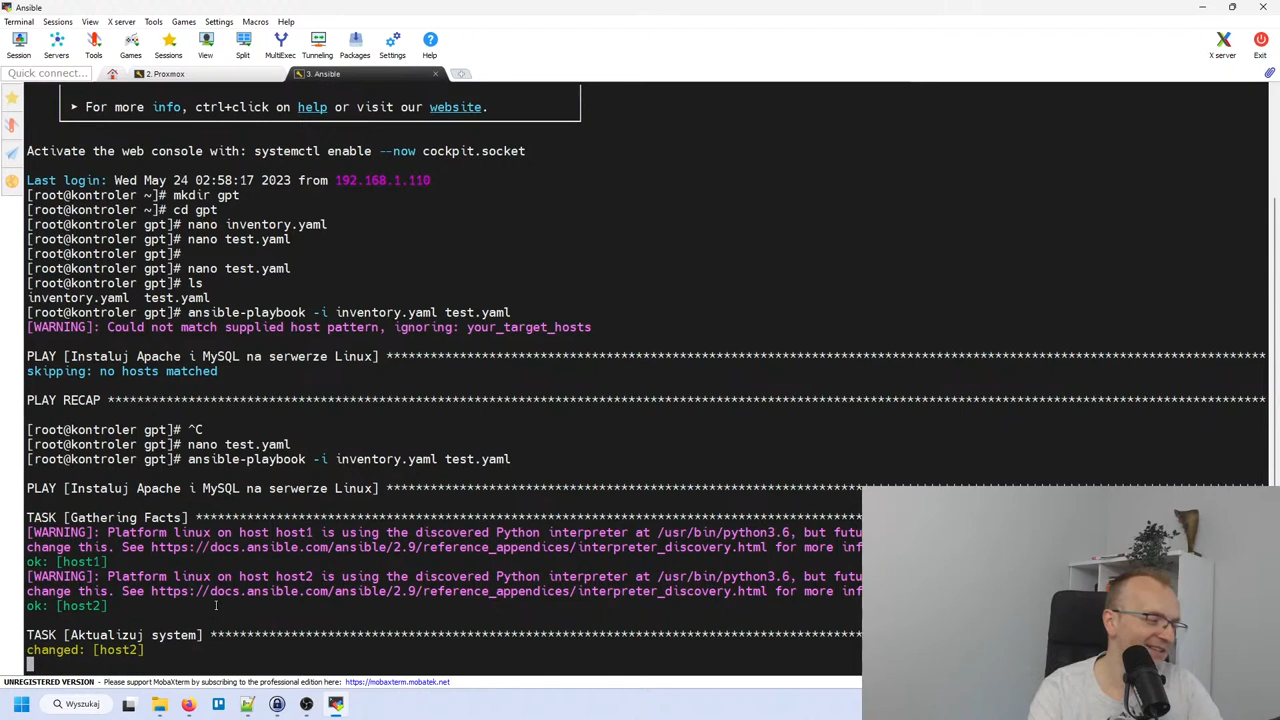 Ansible
Terminal Sessions View X server Tools Games Settings Macros Help
Session Servers Tools Games Sessions View Split MultiExec Tunneling Packages Settings Help X server Exit
Quick connect... 2. Proxmox 3. Ansible
➤ For more info, ctrl+click on help or visit our website.
Activate the web console with: systemctl enable --now cockpit.socket
Last login: Wed May 24 02:58:17 2023 from 192.168.1.110
[root@kontroler ~]# mkdir gpt
[root@kontroler ~]# cd gpt
[root@kontroler gpt]# nano inventory.yaml
[root@kontroler gpt]# nano test.yaml
[root@kontroler gpt]#
[root@kontroler gpt]# nano test.yaml
[root@kontroler gpt]# ls
inventory.yaml test.yaml
[root@kontroler gpt]# ansible-playbook -i inventory.yaml test.yaml
[WARNING]: Could not match supplied host pattern, ignoring: your_target_hosts
PLAY [Instaluj Apache i MySQL na serwerze Linux] ************************************************************************************************************************
skipping: no hosts matched
PLAY RECAP **************************************************************************************************************************************************************
[root@kontroler gpt]# ^C
[root@kontroler gpt]# nano test.yaml
[root@kontroler gpt]# ansible-playbook -i inventory.yaml test.yaml
PLAY [Instaluj Apache i MySQL na serwerze Linux] ************************************************************************************************************************
TASK [Gathering Facts] *******************************************************************************************
[WARNING]: Platform linux on host host1 is using the discovered Python interpreter at /usr/bin/python3.6, but futu
change this. See https://docs.ansible.com/ansible/2.9/reference_appendices/interpreter_discovery.html for more inf
ok: [host1]
[WARNING]: Platform linux on host host2 is using the discovered Python interpreter at /usr/bin/python3.6, but futu
change this. See https://docs.ansible.com/ansible/2.9/reference_appendices/interpreter_discovery.html for more inf
ok: [host2]
TASK [Aktualizuj system] *****************************************************************************************
changed: [host2]
UNREGISTERED VERSION - Please support MobaXterm by subscribing to the professional edition here: https://mobaxterm.mobatek.net
Wyszukaj